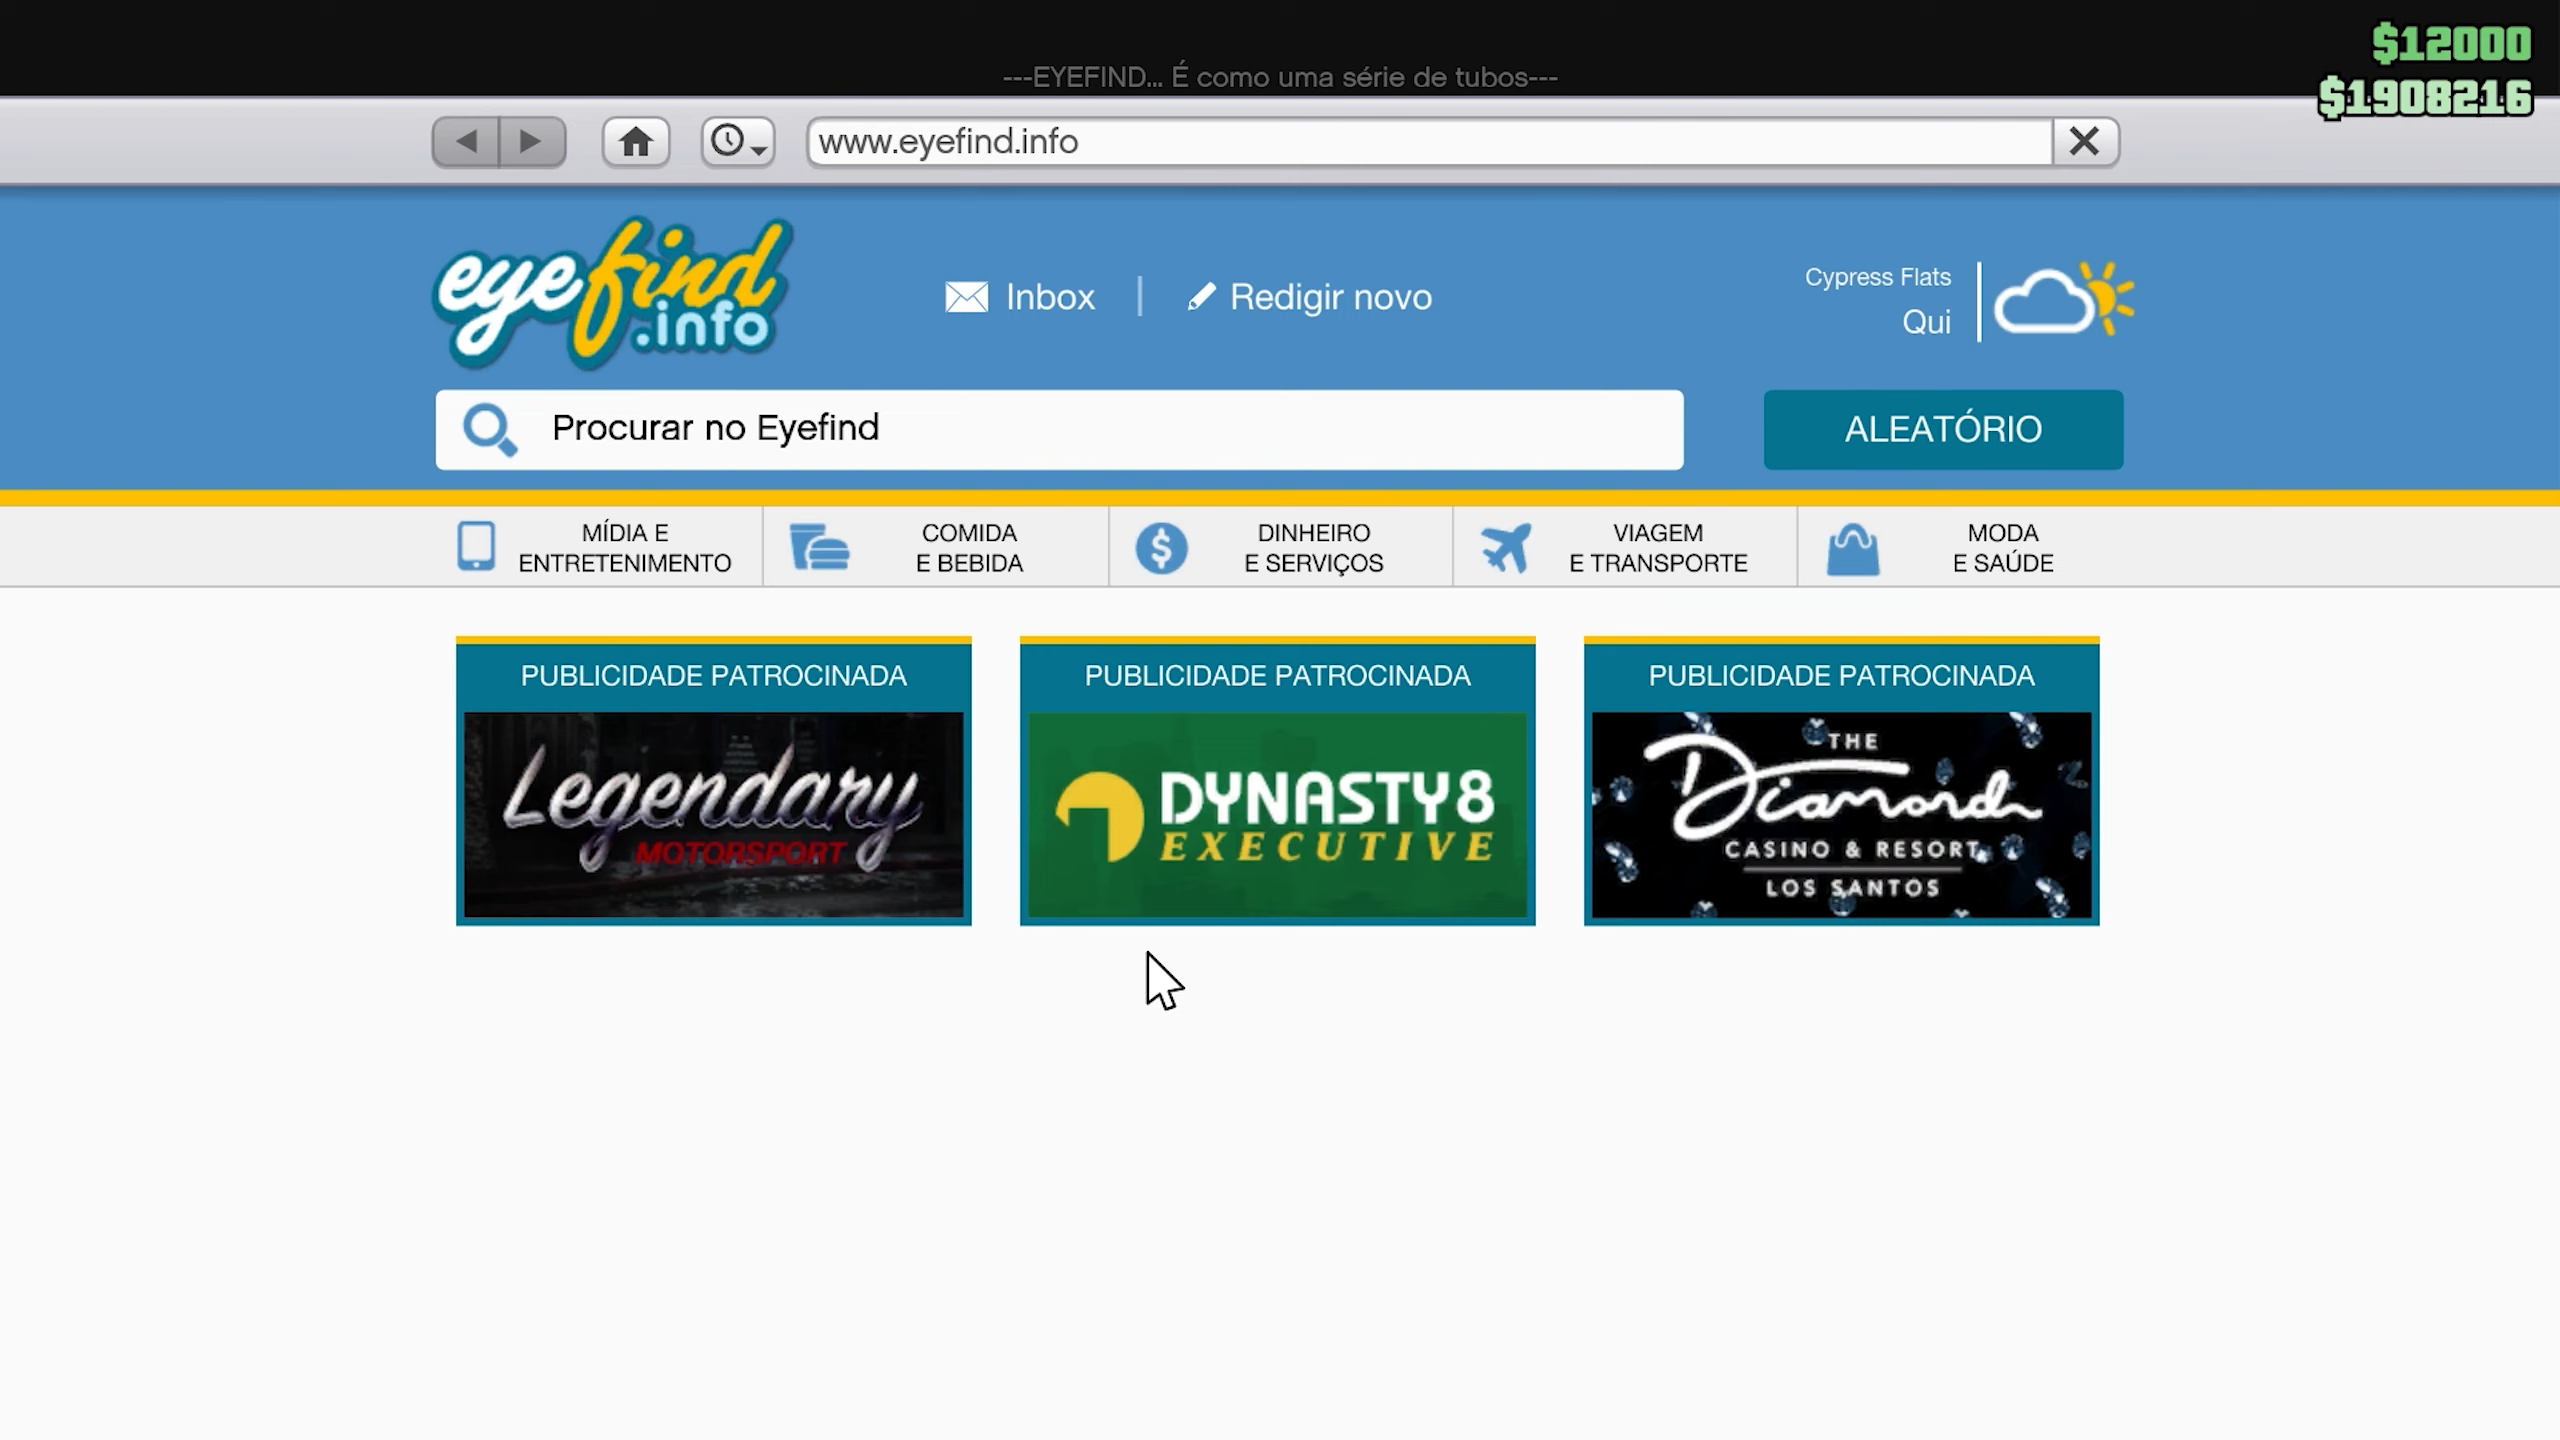 $12000
---EYEFIND... É como uma série de tubos---
$1908216
www.eyefind.info
eyefind
.info
Inbox | Redigir novo
Cypress Flats
Qui
Procurar no Eyefind
ALEATÓRIO
MÍDIA E
ENTRETENIMENTO
COMIDA
E BEBIDA
DINHEIRO
E SERVIÇOS
VIAGEM
E TRANSPORTE
MODA
E SAÚDE
PUBLICIDADE PATROCINADA
Legendary
MOTORSPORT
PUBLICIDADE PATROCINADA
DYNASTY8
EXECUTIVE
PUBLICIDADE PATROCINADA
THE
Diamond
CASINO & RESORT
LOS SANTOS